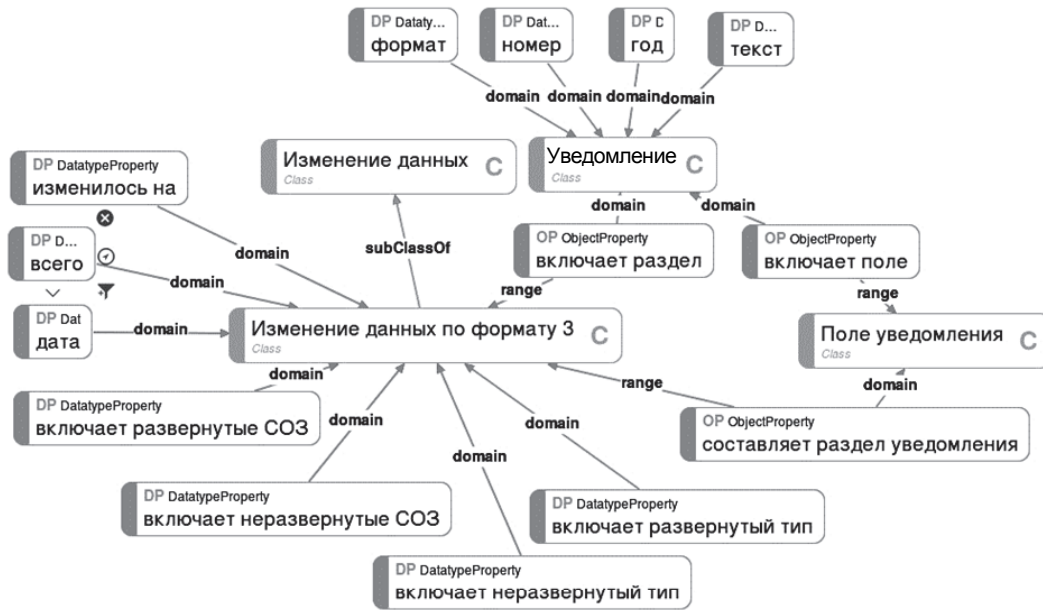 DP Dataty...
формат
DP Dat...
номер
DP D
год
DP D...
текст
domain
domain
domain
domain
DP DatatypeProperty
изменилось на
Изменение данных
Class
C
Уведомление
Class
C
domain
domain
DP D...
всего
domain
subClassOf
OP ObjectProperty
включает раздел
OP ObjectProperty
включает поле
domain
range
range
DP Dat
дата
domain
Изменение данных по формату 3
Class
C
Поле уведомления
Class
C
domain
range
domain
DP DatatypeProperty
включает развернутые СОЗ
domain
domain
OP ObjectProperty
составляет раздел уведомления
domain
DP DatatypeProperty
включает неразвернутые СОЗ
DP DatatypeProperty
включает развернутый тип
DP DatatypeProperty
включает неразвернутый тип